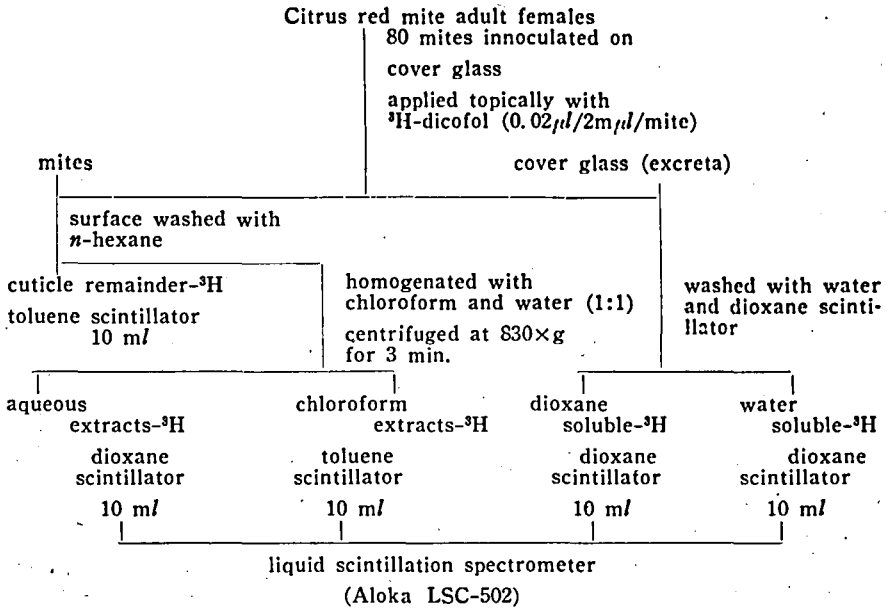 Citrus red mite adult females
80 mites innoculated on
cover glass
applied topically with
³H-dicofol (0.02μl/2mμl/mite)
mites
cover glass (excreta)
surface washed with
n-hexane
cuticle remainder-³H
toluene scintillator
10 ml
homogenated with
chloroform and water (1:1)
centrifuged at 830×g
for 3 min.
washed with water
and dioxane scinti-
llator
aqueous
extracts-³H
dioxane
scintillator
10 ml
chloroform
extracts-³H
toluene
scintillator
10 ml
dioxane
soluble-³H
dioxane
scintillator
10 ml
water
soluble-³H
dioxane
scintillator
10 ml
liquid scintillation spectrometer
(Aloka LSC-502)